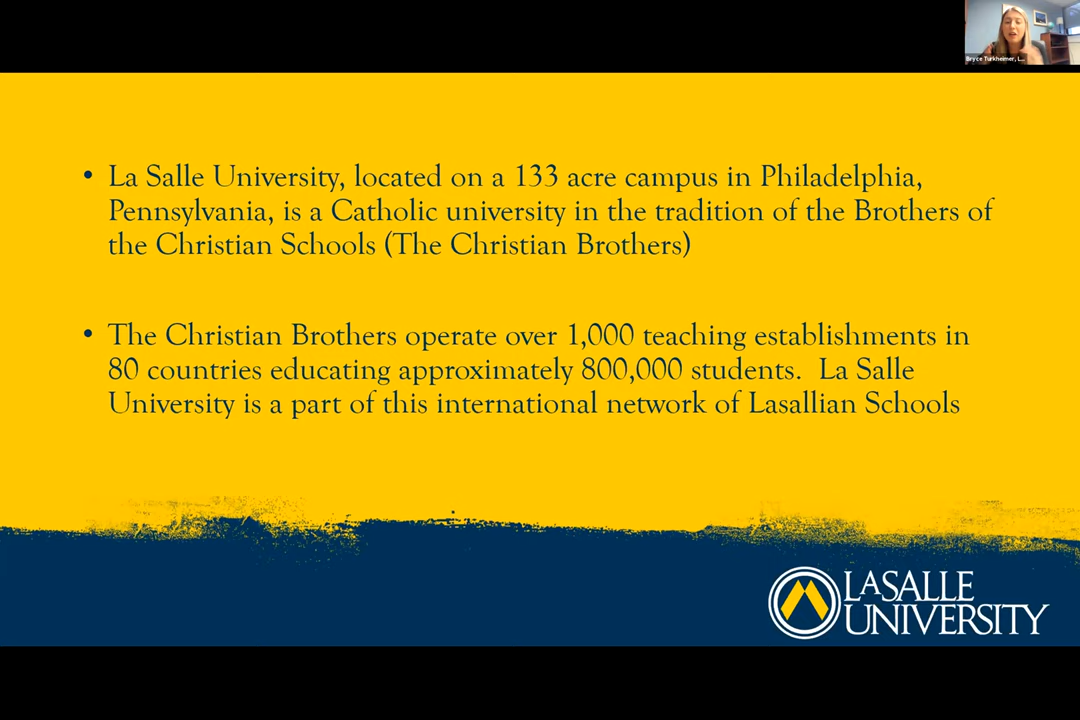 Bryce Turkheimer, L...
• La Salle University, located on a 133 acre campus in Philadelphia,
Pennsylvania, is a Catholic university in the tradition of the Brothers of
the Christian Schools (The Christian Brothers)
• The Christian Brothers operate over 1,000 teaching establishments in
80 countries educating approximately 800,000 students.  La Salle
University is a part of this international network of Lasallian Schools
LASALLE
UNIVERSITY